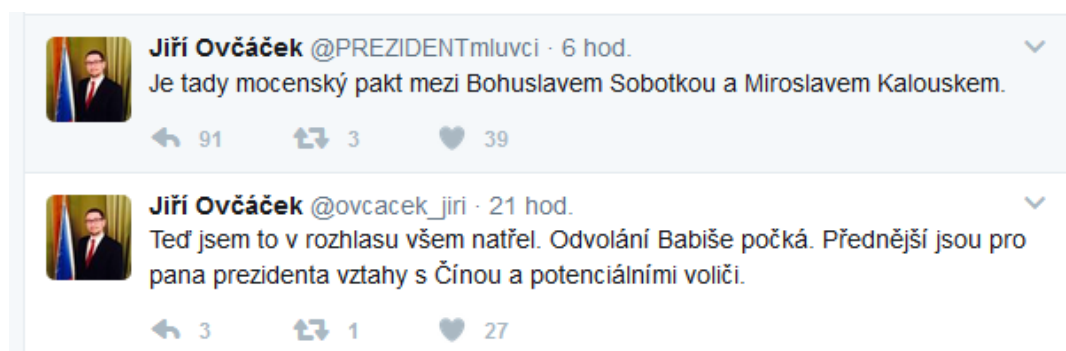 Jiří Ovčáček @PREZIDENTmluvci · 6 hod.
Je tady mocenský pakt mezi Bohuslavem Sobotkou a Miroslavem Kalouskem.
91 3 39
Jiří Ovčáček @ovcacek_jiri · 21 hod.
Teď jsem to v rozhlasu všem natřel. Odvolání Babiše počká. Přednější jsou pro
pana prezidenta vztahy s Čínou a potenciálními voliči.
3 1 27